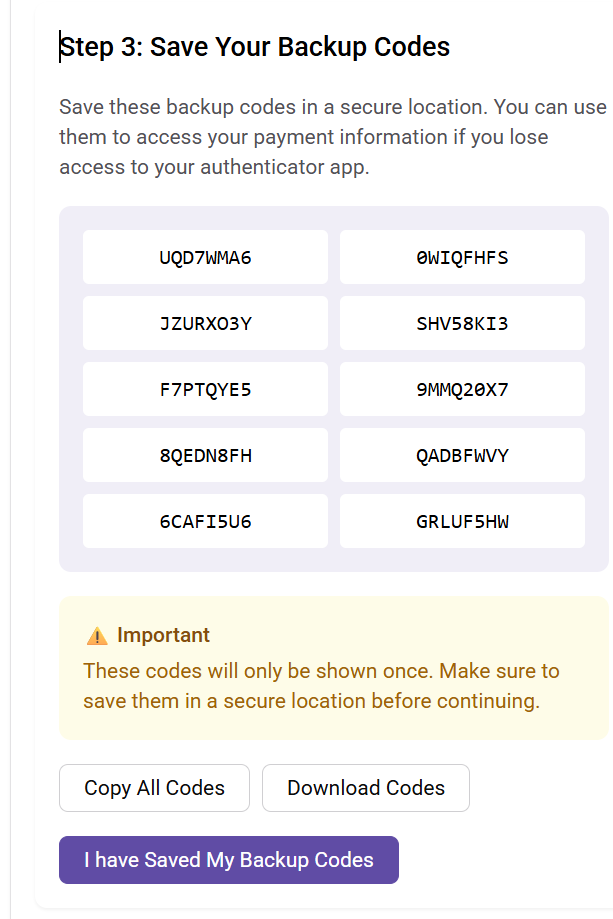 Step 3: Save Your Backup Codes
Save these backup codes in a secure location. You can use
them to access your payment information if you lose
access to your authenticator app.
UQD7WMA6 0WIQFHFS
JZURXO3Y SHV58KI3
F7PTQYE5 9MMQ20X7
8QEDN8FH QADBFWVY
6CAFI5U6 GRLUF5HW
⚠️ Important
These codes will only be shown once. Make sure to
save them in a secure location before continuing.
Copy All Codes Download Codes
I have Saved My Backup Codes